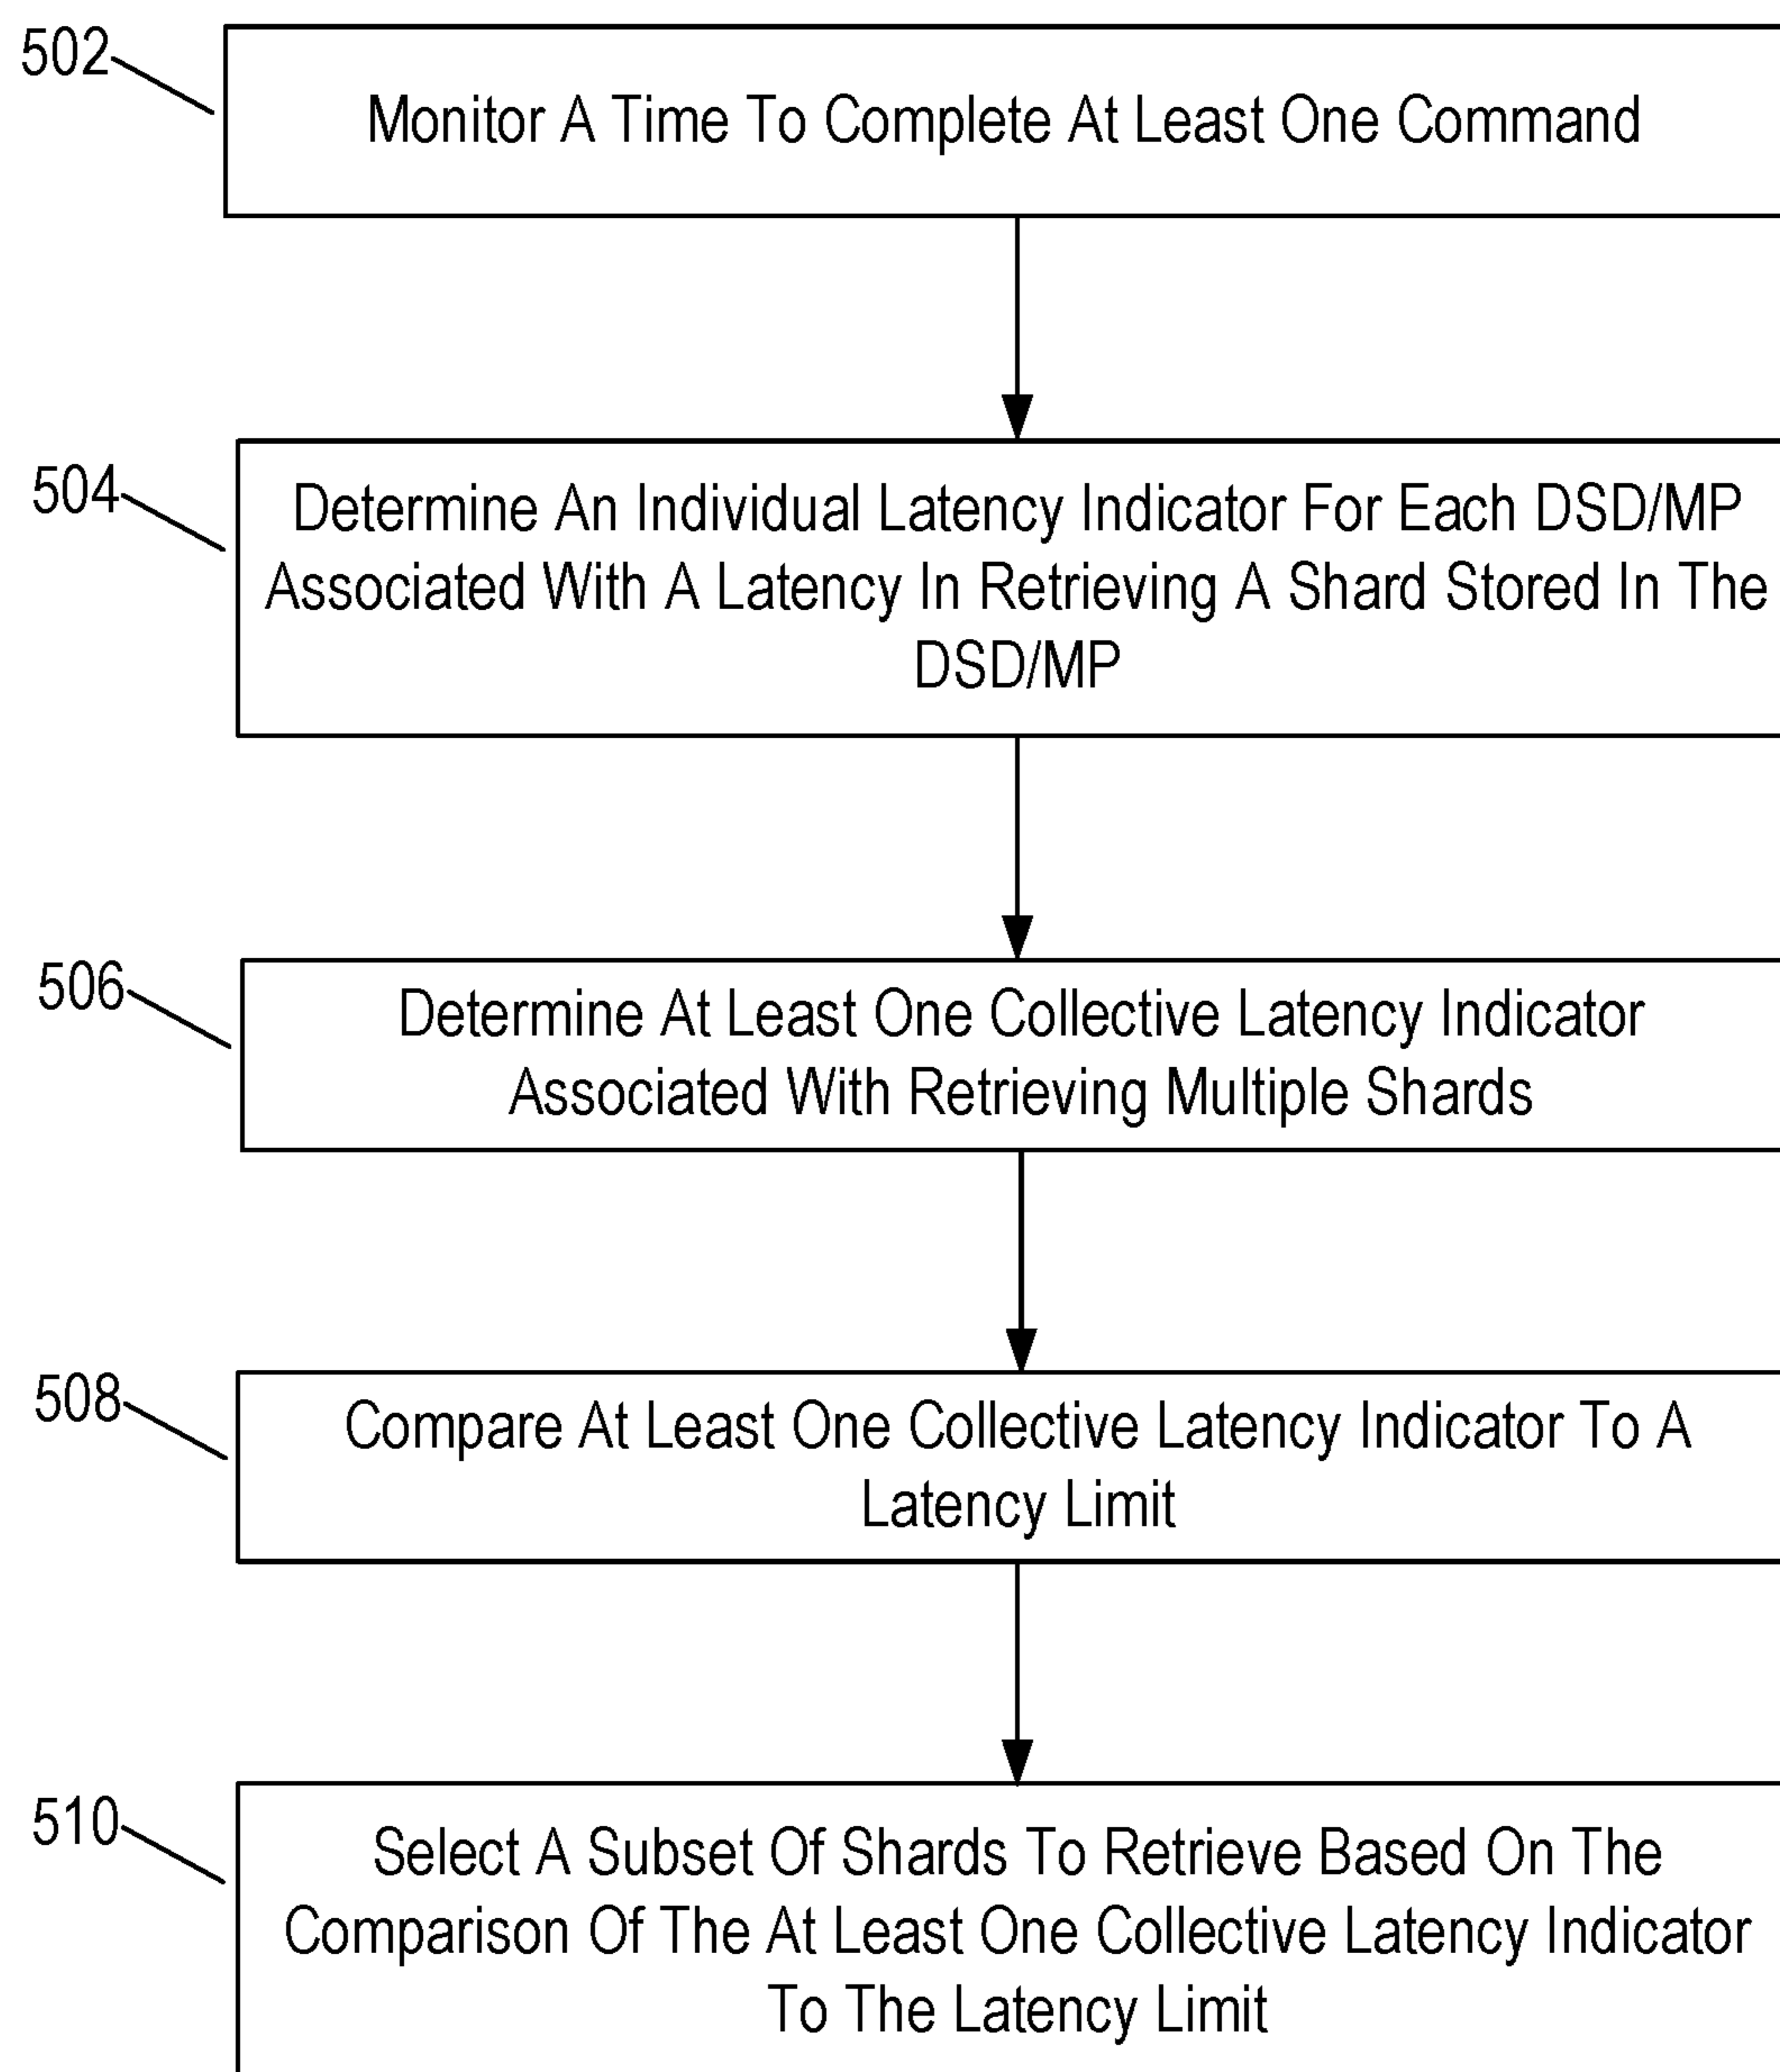 502
Monitor A Time To Complete At Least One Command
504
Determine An Individual Latency Indicator For Each DSD/MP
Associated With A Latency In Retrieving A Shard Stored In The
DSD/MP
506
Determine At Least One Collective Latency Indicator
Associated With Retrieving Multiple Shards
508
Compare At Least One Collective Latency Indicator To A
Latency Limit
510
Select A Subset Of Shards To Retrieve Based On The
Comparison Of The At Least One Collective Latency Indicator
To The Latency Limit